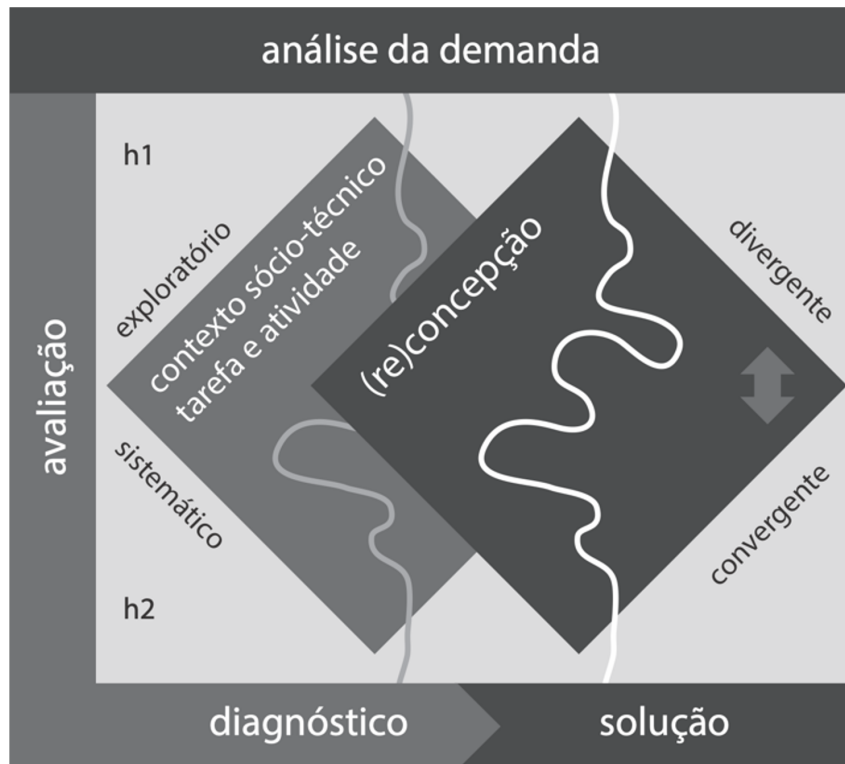 análise da demanda
h1
exploratório
contexto sócio-técnico
tarefa e atividade
(re)concepção
divergente
avaliação
sistemático
convergente
h2
diagnóstico
solução